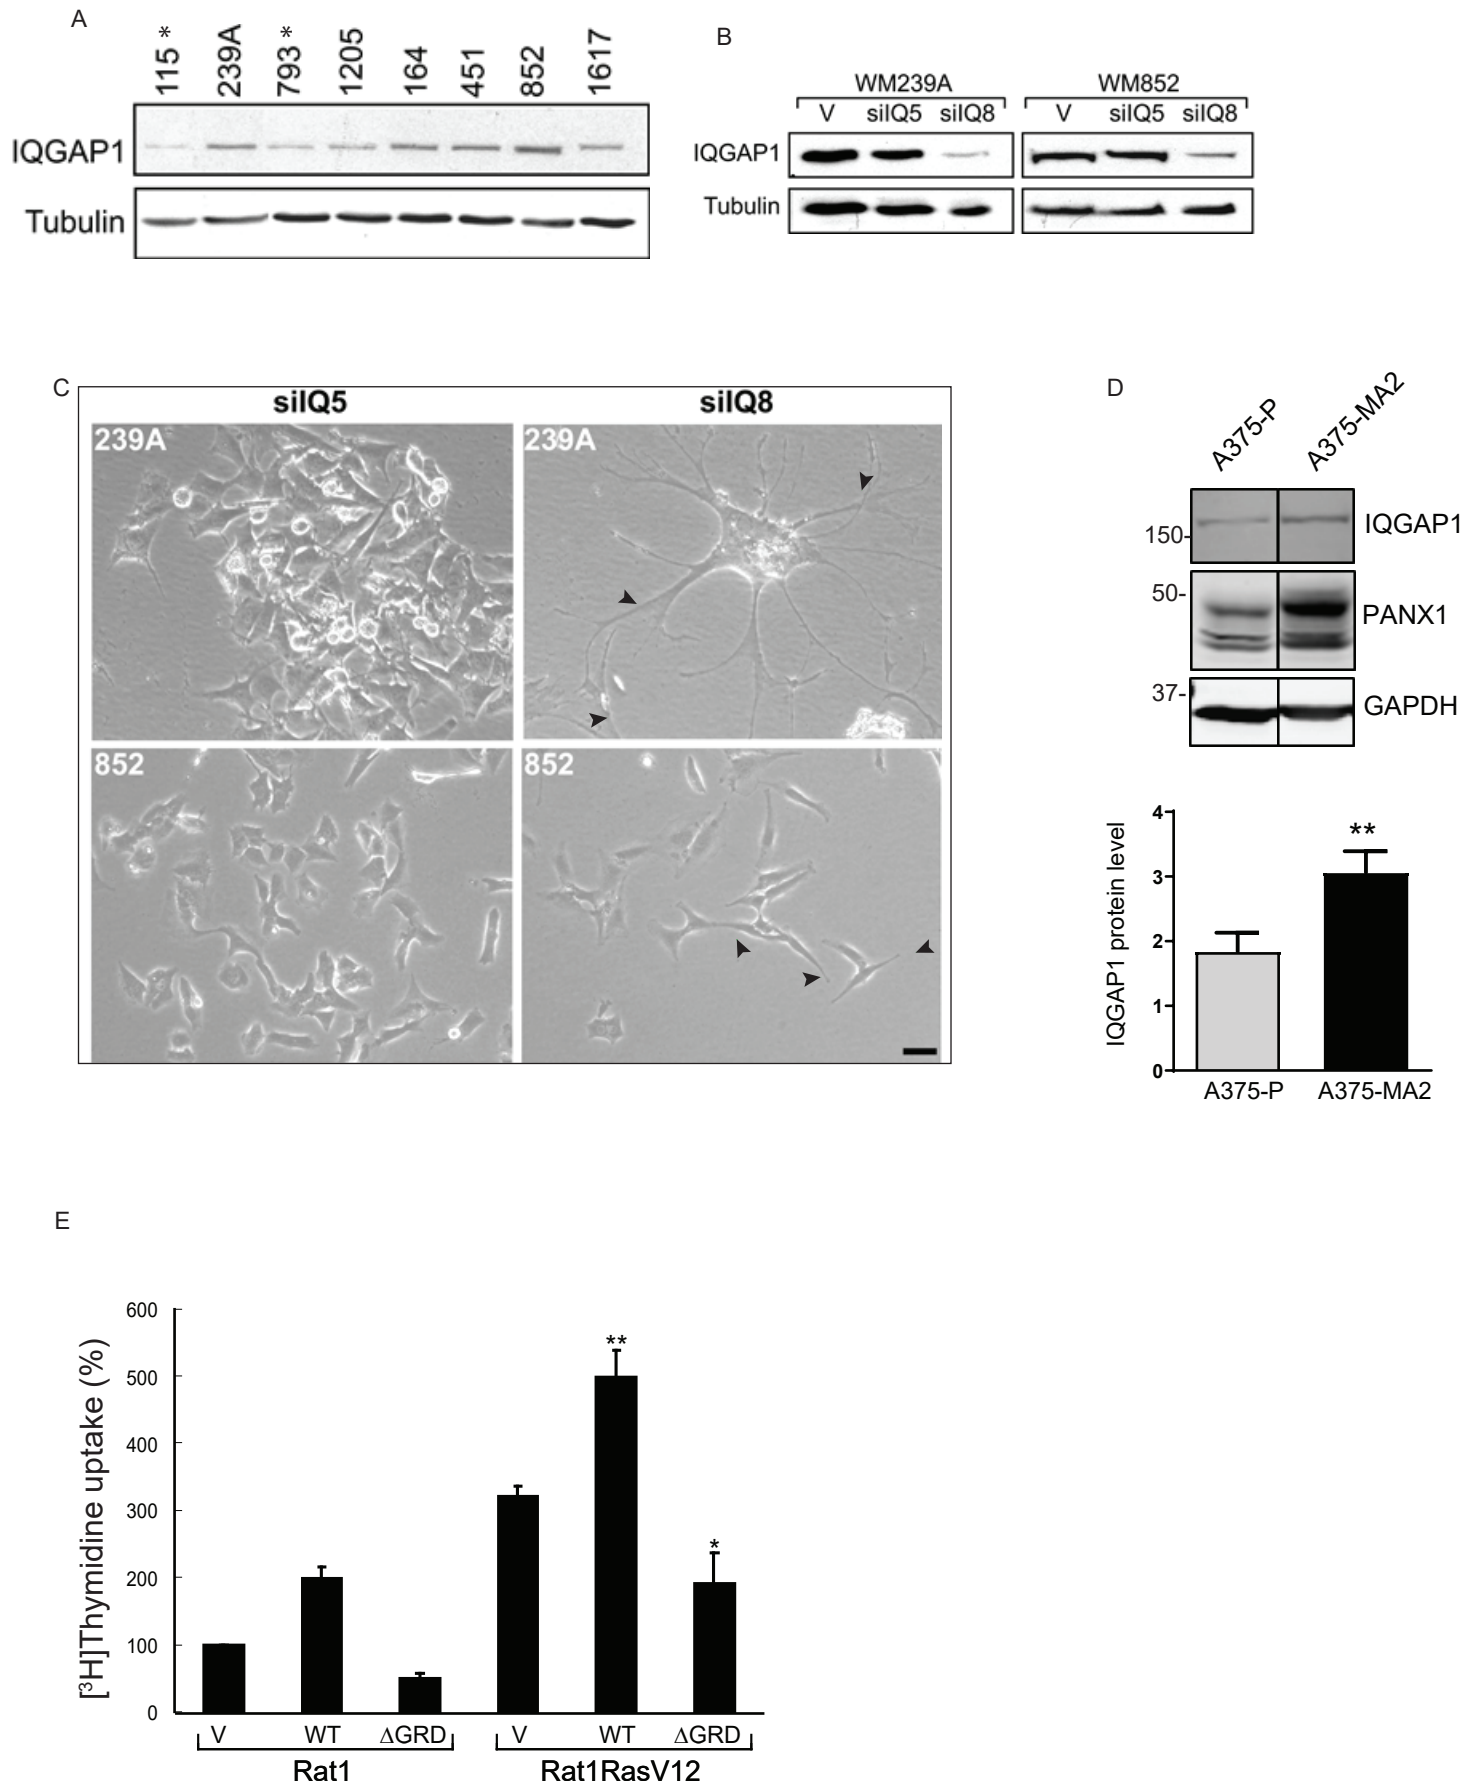 A
115 *
239A
793 *
1205
164
451
852
1617
IQGAP1
Tubulin
B
WM239A
WM852
V siIQ5 siIQ8
V siIQ5 siIQ8
IQGAP1
Tubulin
C
siIQ5
siIQ8
239A
239A
852
852
D
A375-P
A375-MA2
150-
IQGAP1
50-
PANX1
37-
GAPDH
IQGAP1 protein level
4
3
2
1
0
**
A375-P
A375-MA2
E
[³H]Thymidine uptake (%)
600
500
400
300
200
100
0
**
*
V WT ΔGRD
V WT ΔGRD
Rat1
Rat1RasV12